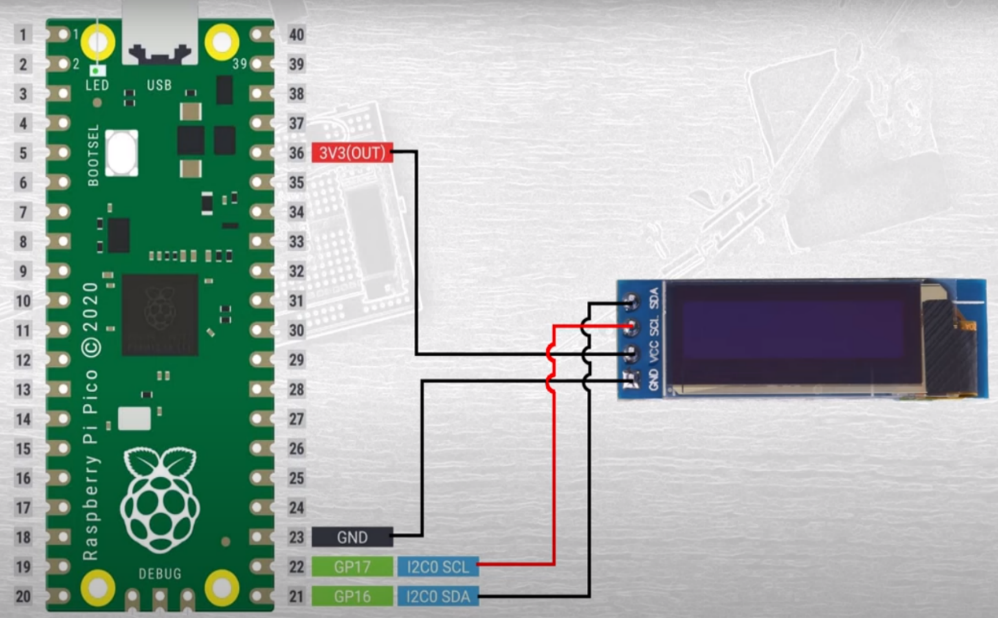 1 1 40
2 2 39 39
LED USB
3 38
4 37
BOOTSEL
5 36 3V3(OUT)
6 35
7 34
8 33
9 32
10 31
11 30
12 29
13 28
14 27
15 26
16 25
17 24
18 23 GND
19 22 GP17 I2C0 SCL
20 21 GP16 I2C0 SDA
Raspberry Pi Pico © 2020
DEBUG
SDA
SCL
VCC
GND